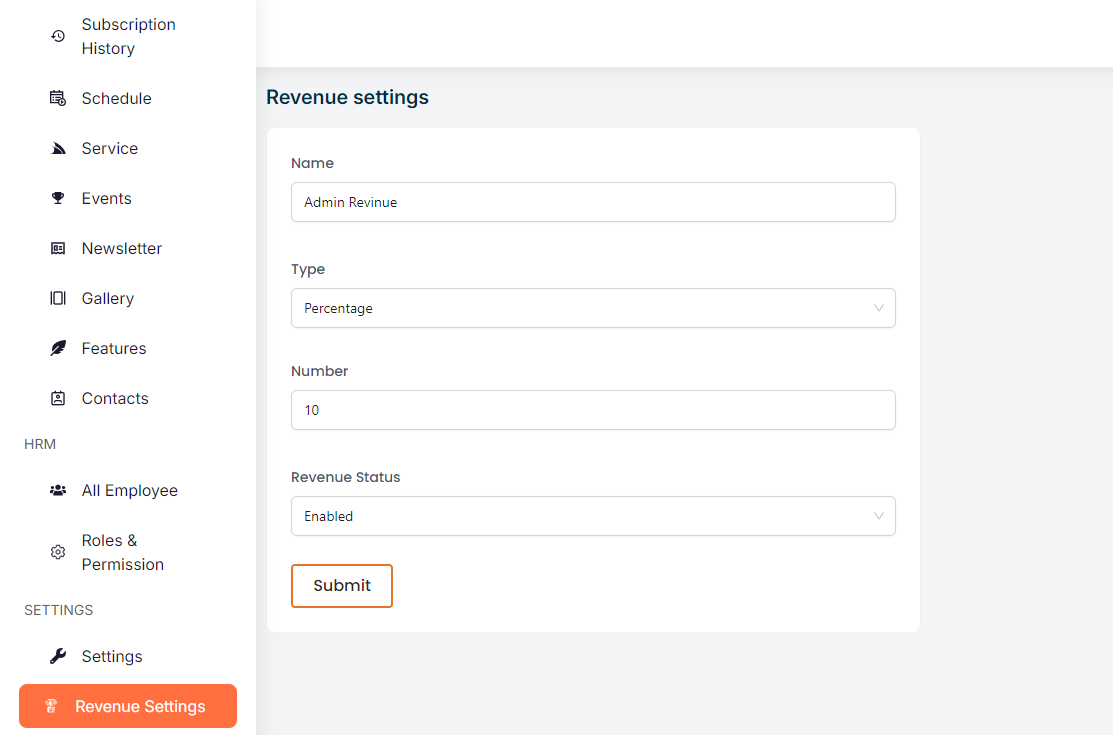 Subscription
History
Schedule
Service
Events
Newsletter
Gallery
Features
Contacts
HRM
All Employee
Roles &
Permission
SETTINGS
Settings
Revenue Settings
Revenue settings
Name
Admin Revinue
Type
Percentage
Number
10
Revenue Status
Enabled
Submit